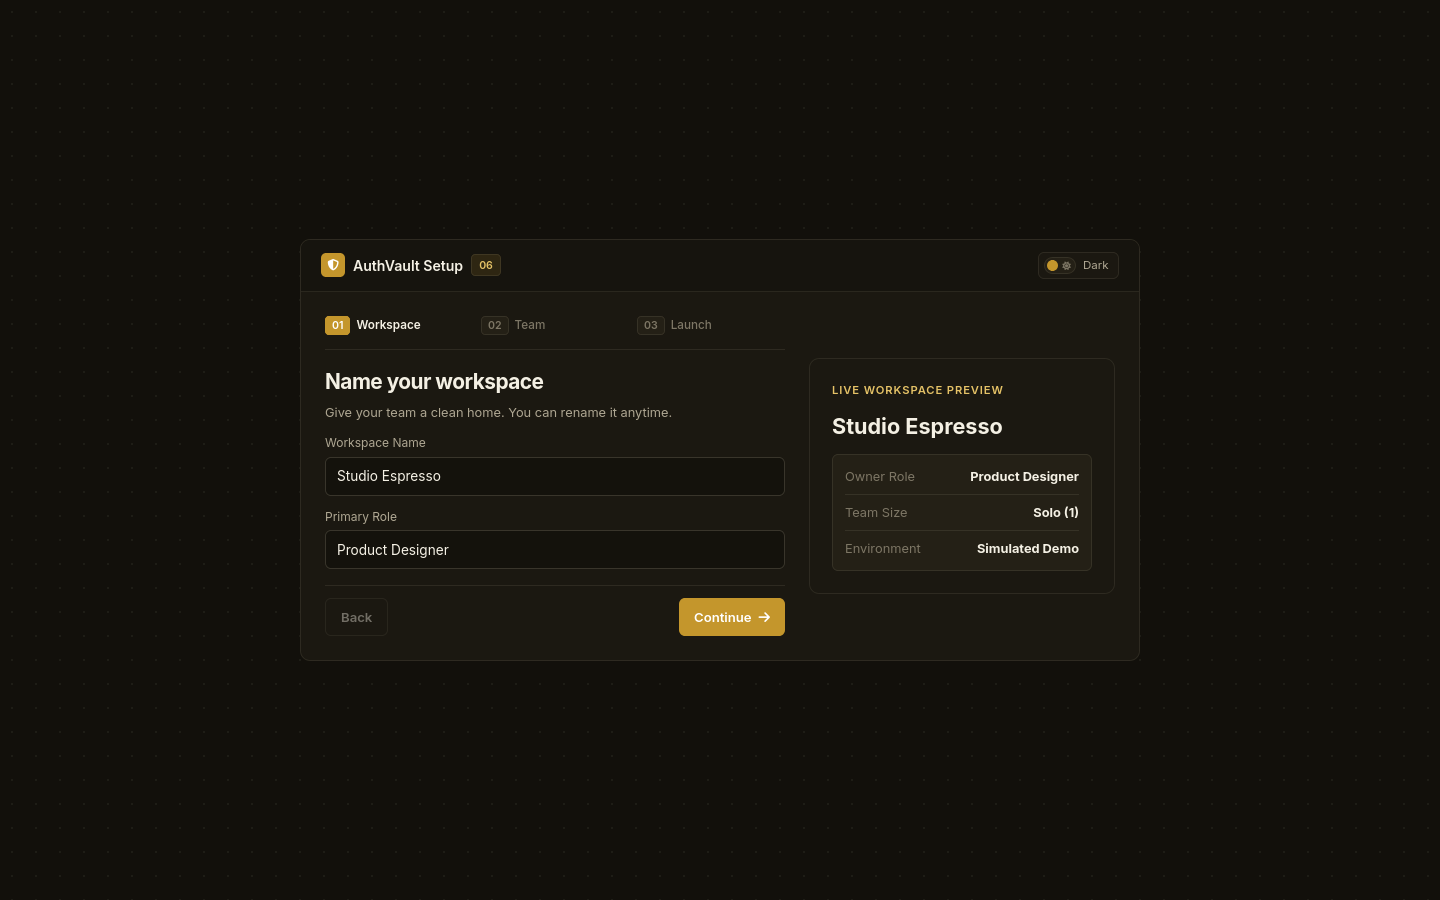 AuthVault Setup 06
Dark
01 Workspace
02 Team
03 Launch
Name your workspace
Give your team a clean home. You can rename it anytime.
Workspace Name
Studio Espresso
Primary Role
Product Designer
Back
Continue →
LIVE WORKSPACE PREVIEW
Studio Espresso
Owner Role Product Designer
Team Size Solo (1)
Environment Simulated Demo